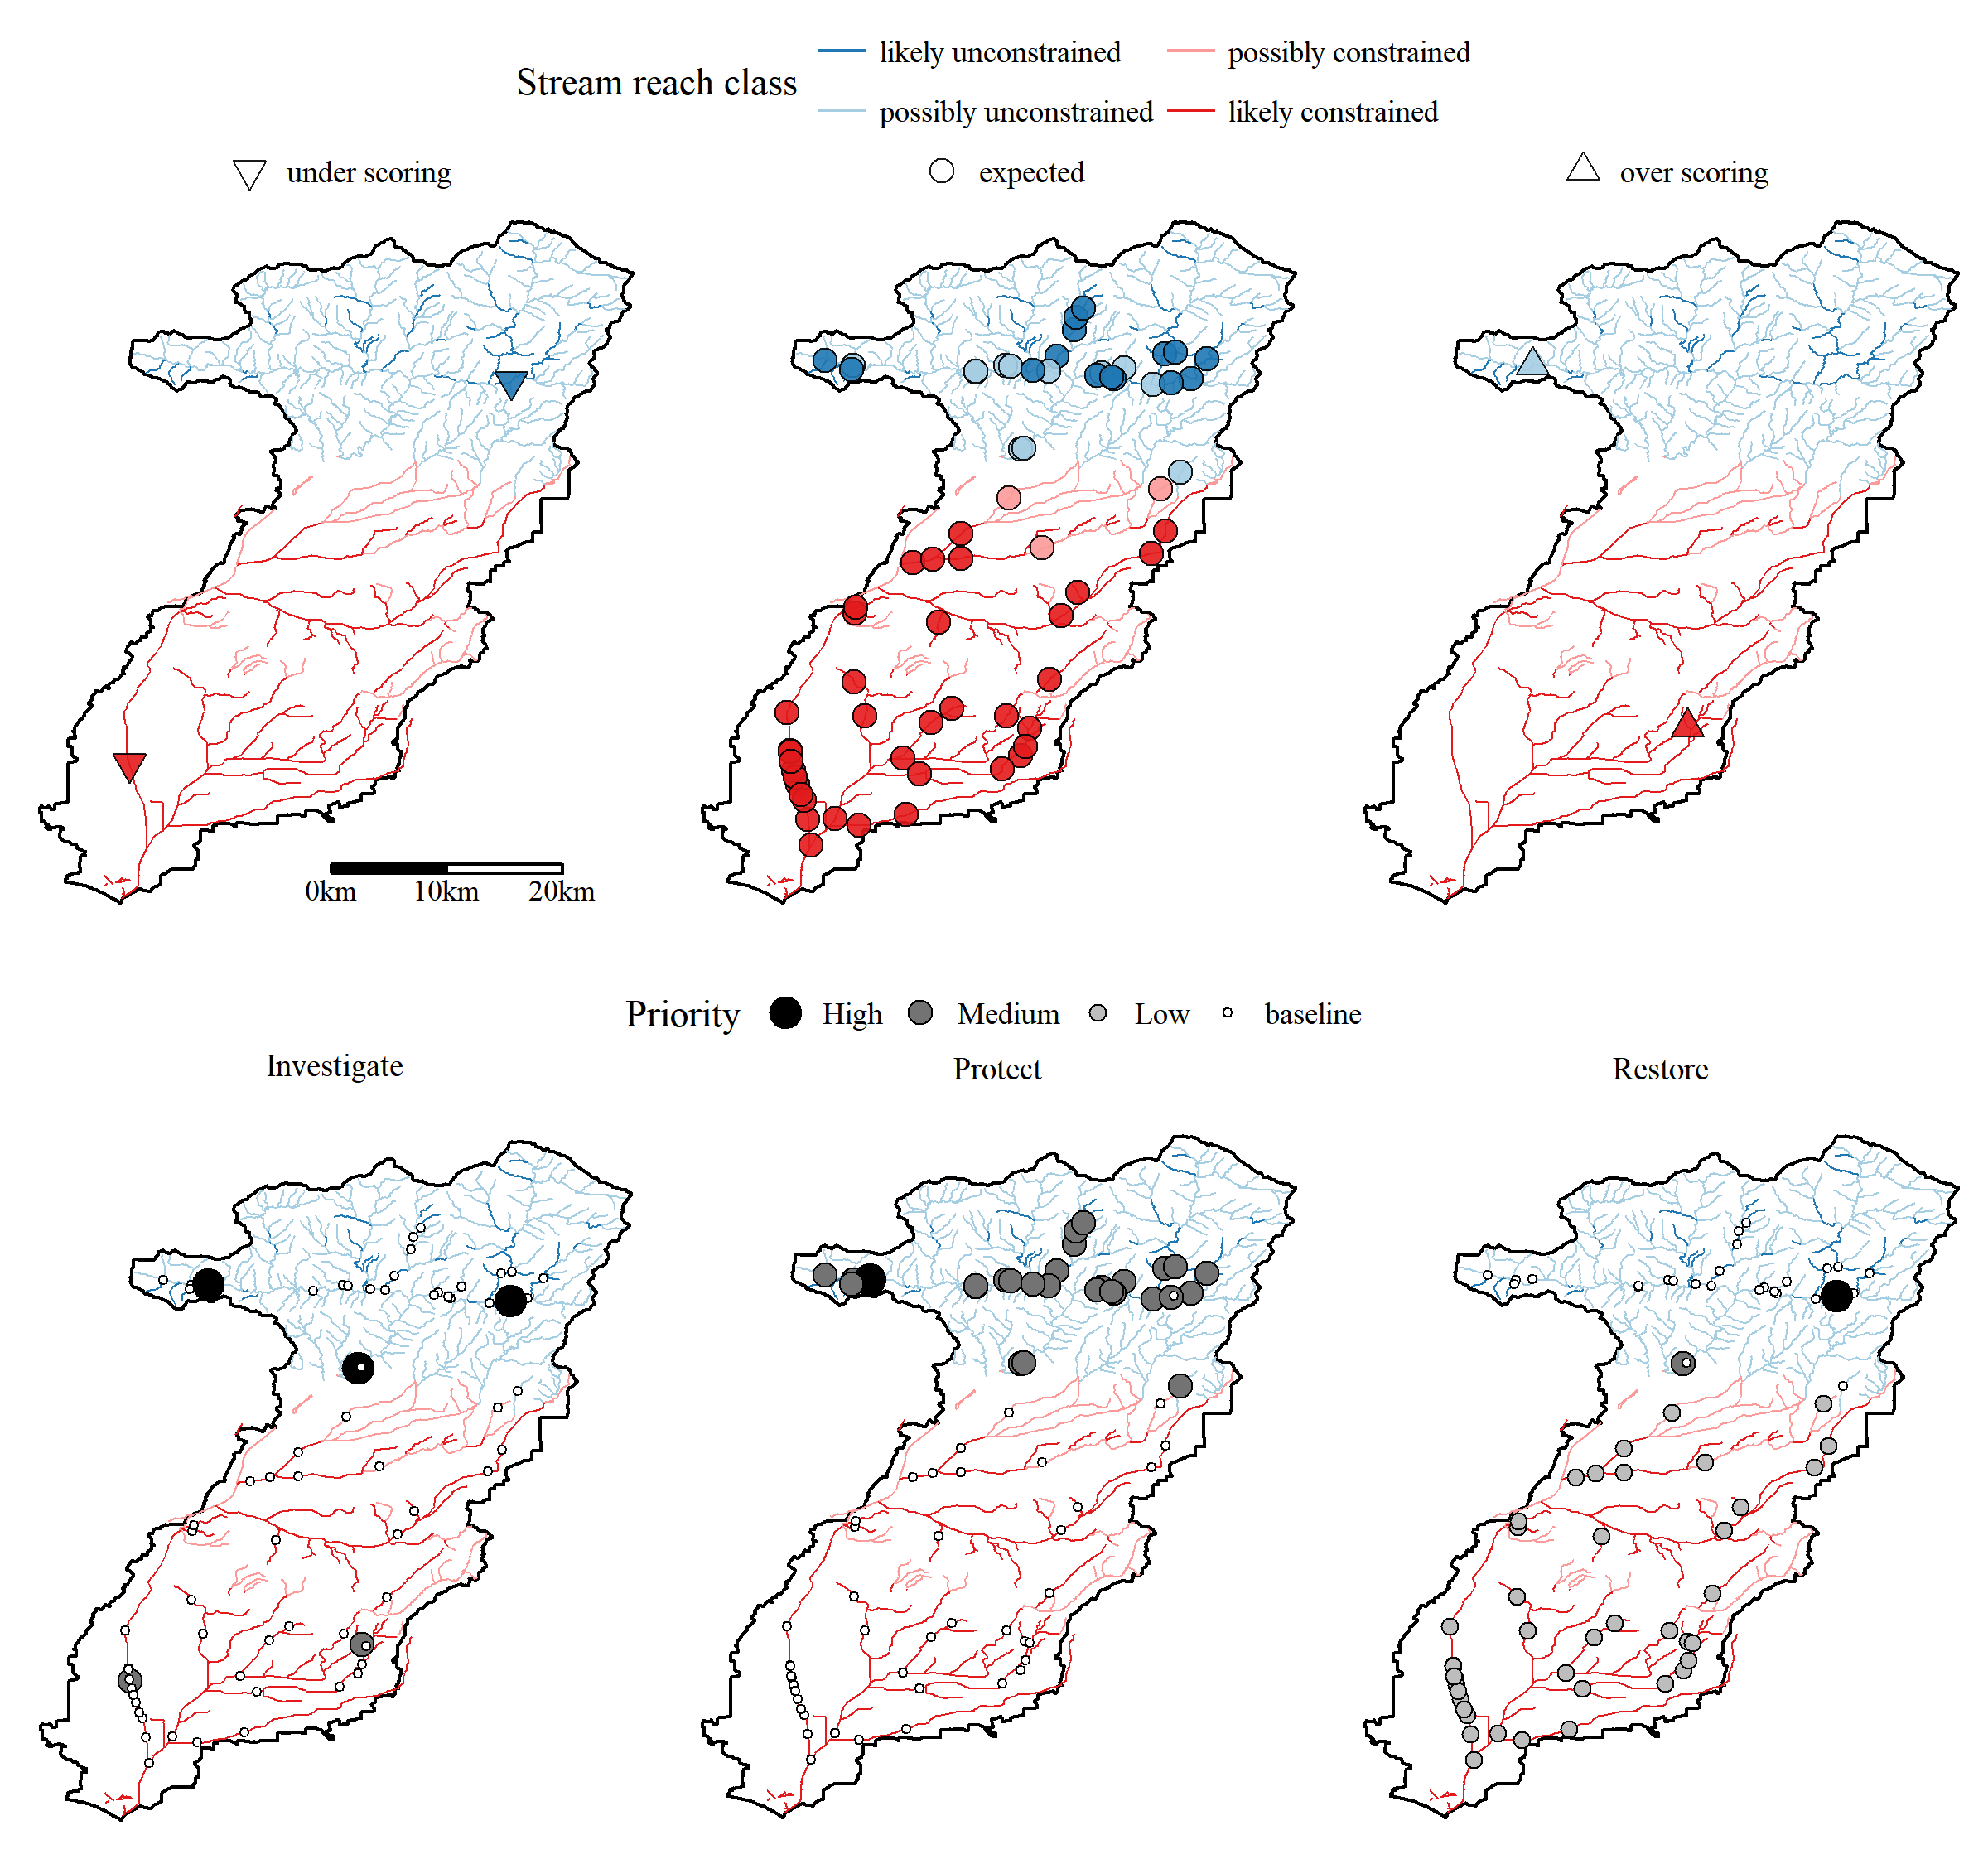 likely unconstrained possibly constrained
Stream reach class
possibly unconstrained likely constrained
under scoring expected over scoring
0km 10km 20km
Priority High Medium Low baseline
Investigate Protect Restore